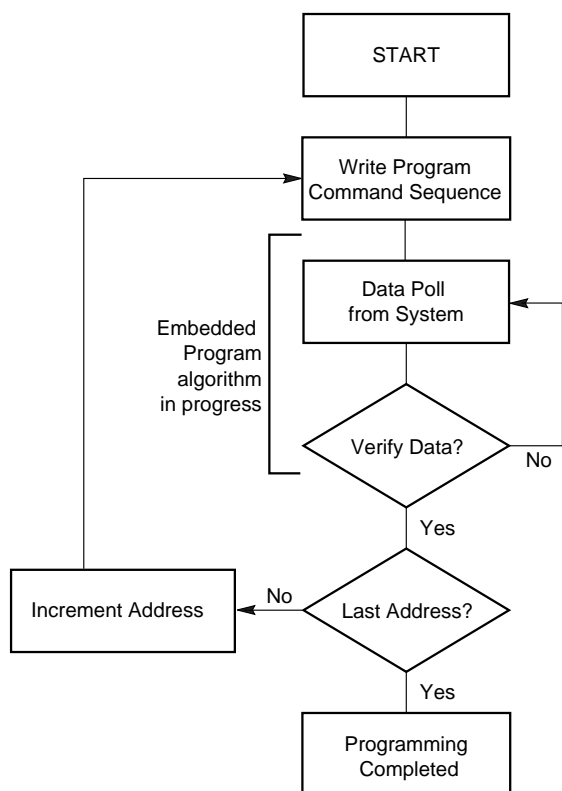 START
Write Program
Command Sequence
Data Poll
from System
Embedded
Program
algorithm
in progress
Verify Data?
No
Yes
Increment Address
No
Last Address?
Yes
Programming
Completed